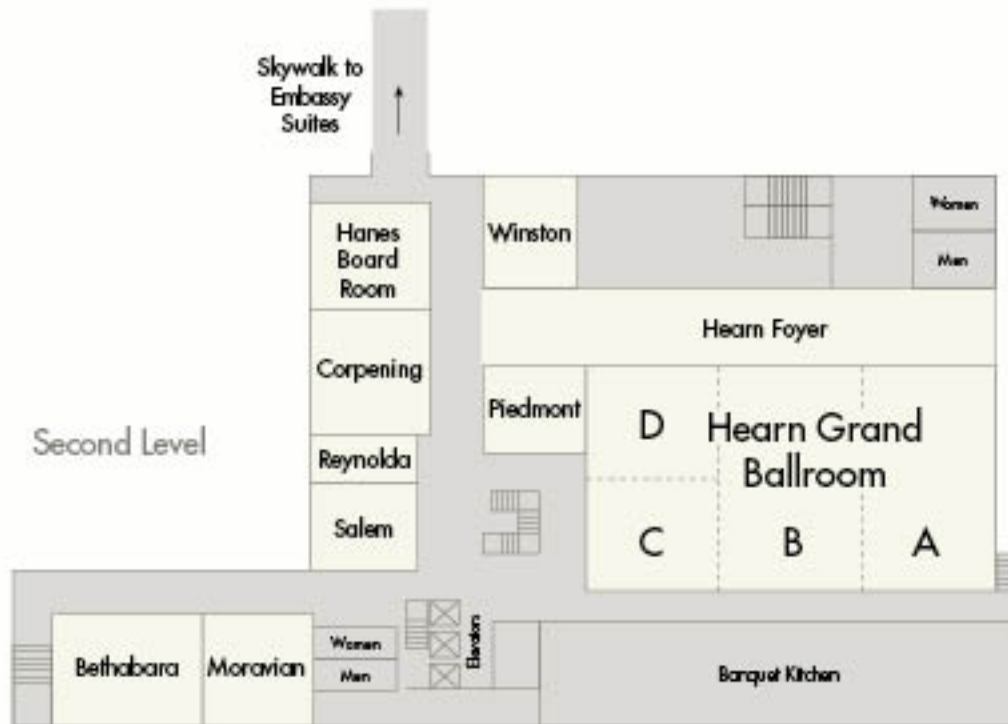 Skywalk to
Embassy
Suites
Hanes
Board
Room
Winston
Women
Men
Hearn Foyer
Corpening
Piedmont
D
Hearn Grand
Ballroom
Second Level
Reynolda
Salem
C
B
A
Bethabara
Moravian
Women
Men
Elevators
Banquet Kitchen